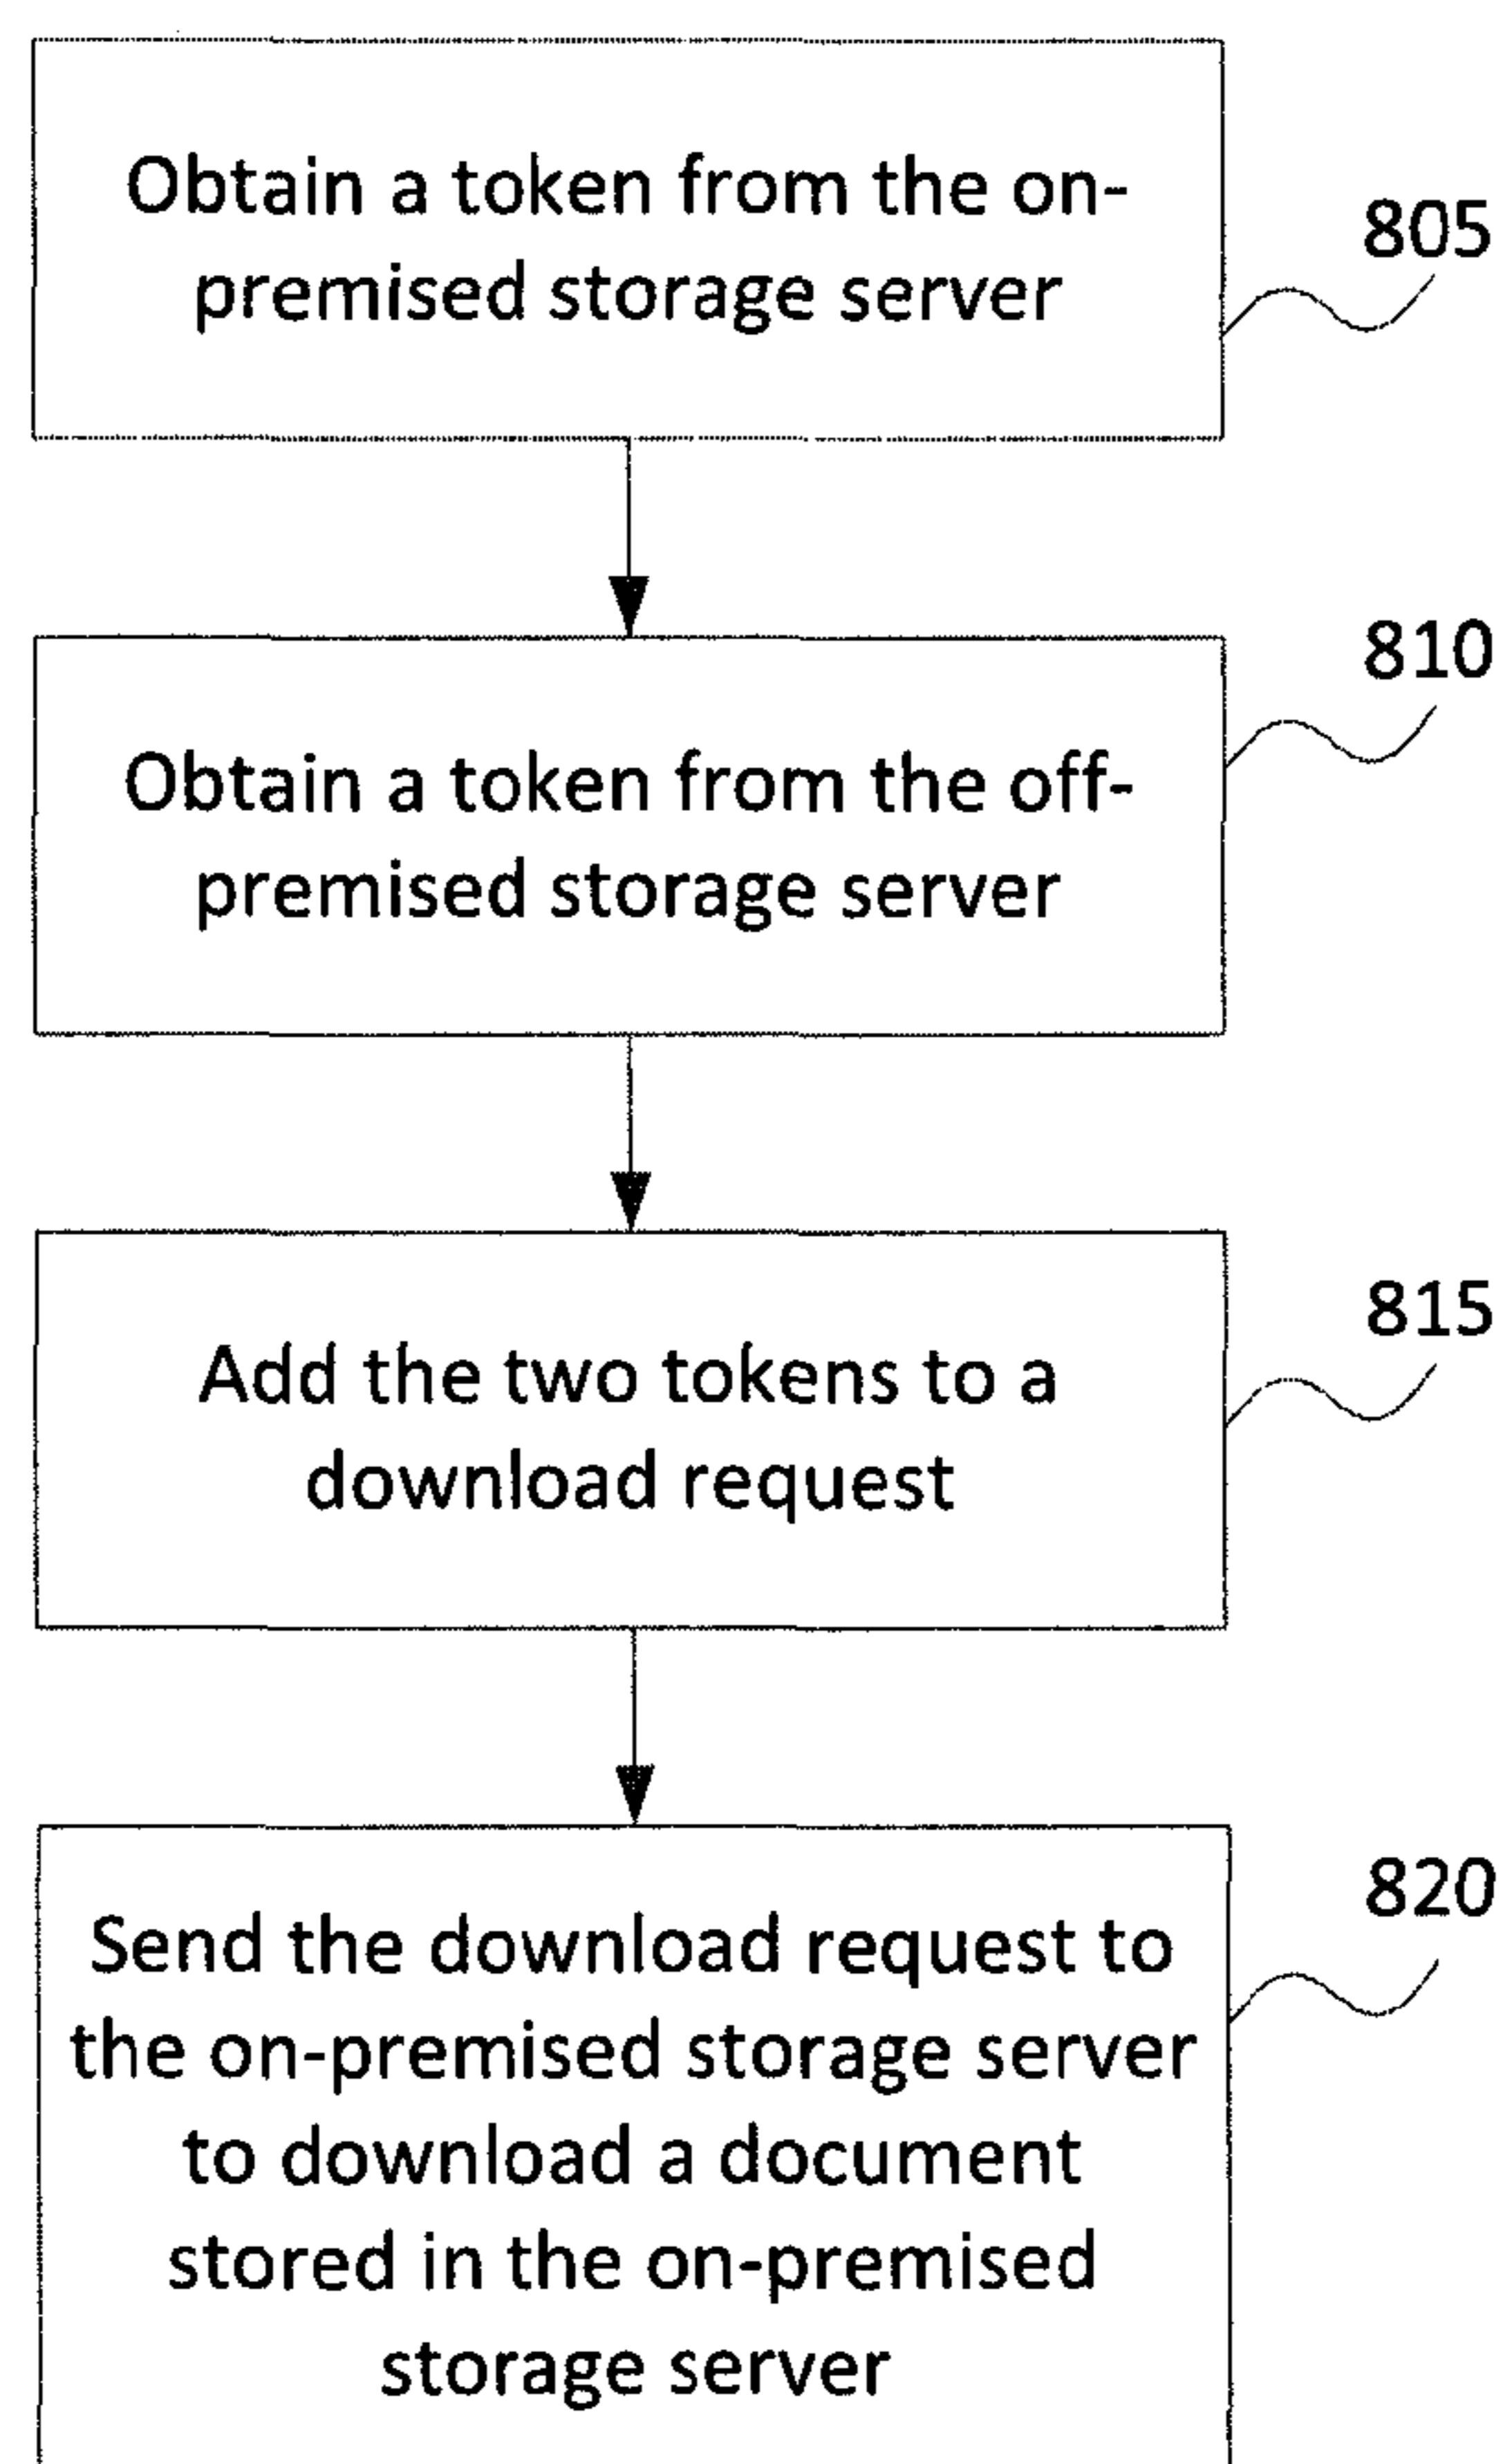 Obtain a token from the on-
premised storage server
805
Obtain a token from the off-
premised storage server
810
Add the two tokens to a
download request
815
Send the download request to
the on-premised storage server
to download a document
stored in the on-premised
storage server
820